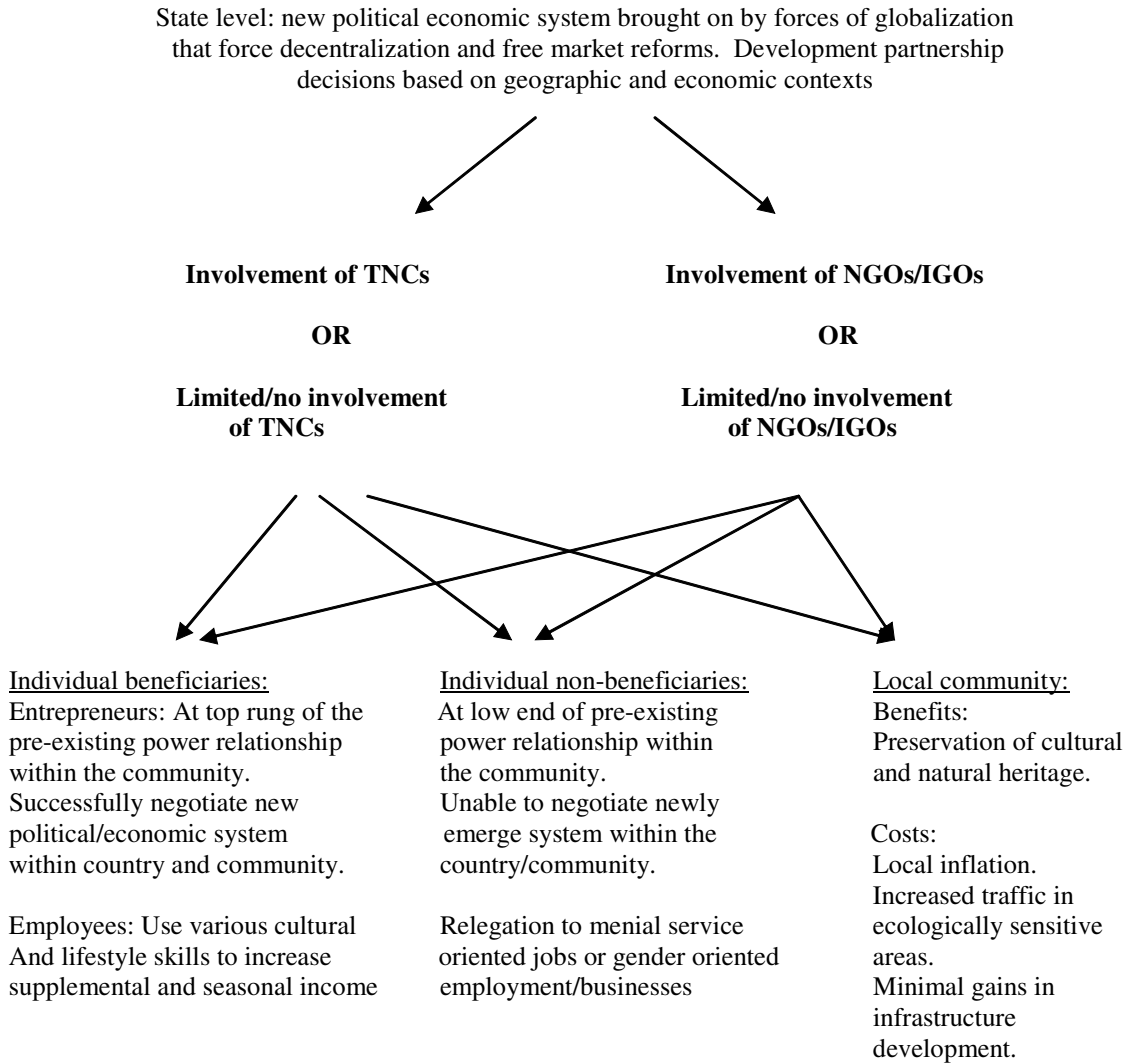 State level: new political economic system brought on by forces of globalization
that force decentralization and free market reforms. Development partnership
decisions based on geographic and economic contexts
Involvement of TNCs
OR
Limited/no involvement
of TNCs
Involvement of NGOs/IGOs
OR
Limited/no involvement
of NGOs/IGOs
Individual beneficiaries:
Entrepreneurs: At top rung of the
pre-existing power relationship
within the community.
Successfully negotiate new
political/economic system
within country and community.
Employees: Use various cultural
And lifestyle skills to increase
supplemental and seasonal income
Individual non-beneficiaries:
At low end of pre-existing
power relationship within
the community.
Unable to negotiate newly
emerge system within the
country/community.
Relegation to menial service
oriented jobs or gender oriented
employment/businesses
Local community:
Benefits:
Preservation of cultural
and natural heritage.
Costs:
Local inflation.
Increased traffic in
ecologically sensitive
areas.
Minimal gains in
infrastructure
development.